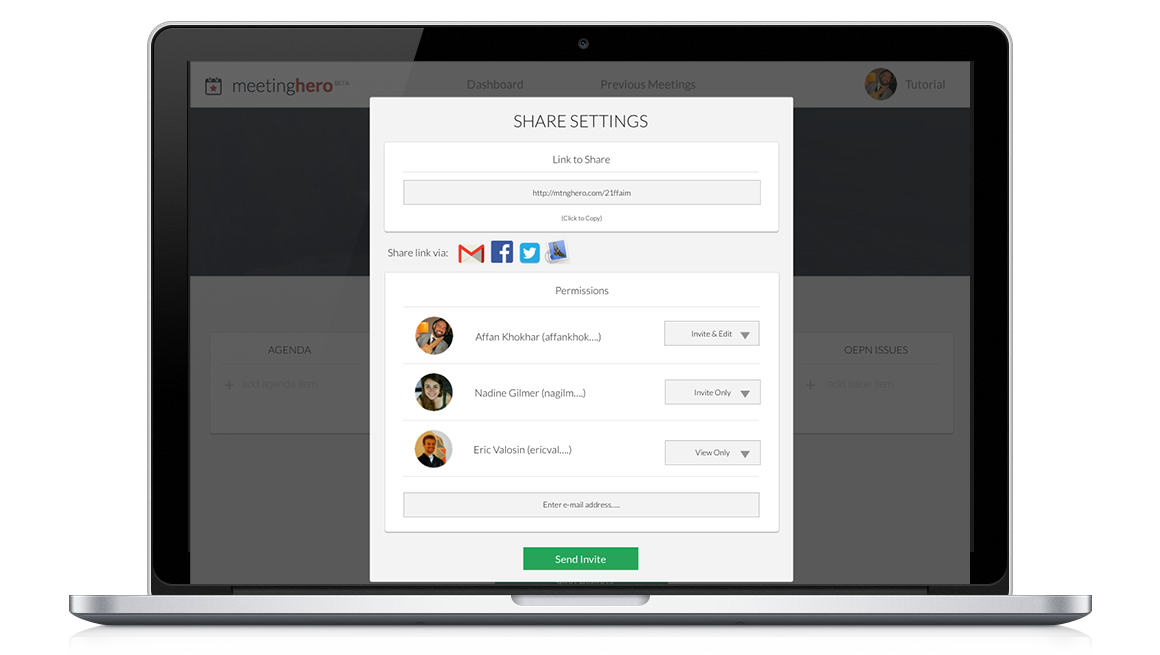 meetinghero BETA
Dashboard
Previous Meetings
Tutorial
SHARE SETTINGS
Link to Share
http://mtnghero.com/21ffaim
(Click to Copy)
Share link via:
Permissions
Affan Khokhar (affankhok....)
Invite & Edit
Nadine Gilmer (nagilm....)
Invite Only
Eric Valosin (ericval....)
View Only
Enter e-mail address.....
Send Invite
AGENDA
+ add agenda item
OEPN ISSUES
+ add issue item